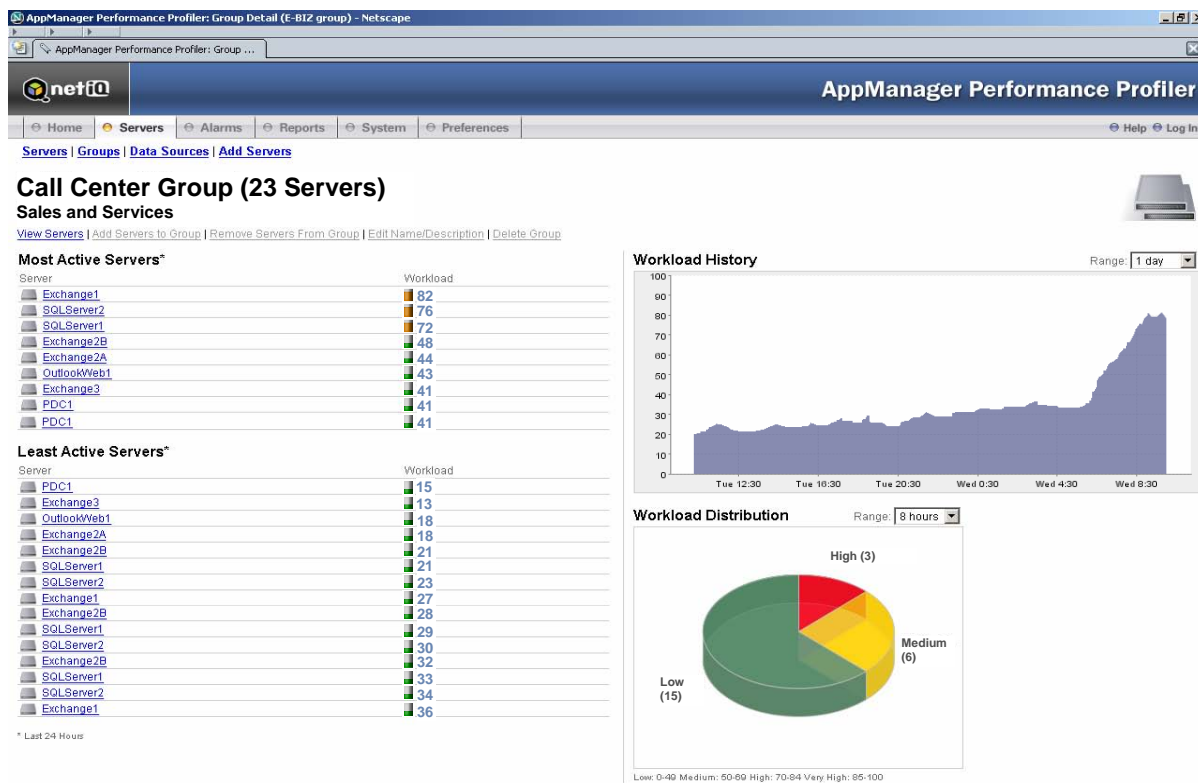 AppManager Performance Profiler: Group Detail (E-BIZ group) - Netscape
AppManager Performance Profiler: Group ...
netiQ
AppManager Performance Profiler
Home Servers Alarms Reports System Preferences
Help Log In
Servers | Groups | Data Sources | Add Servers
Call Center Group (23 Servers)
Sales and Services
View Servers | Add Servers to Group | Remove Servers From Group | Edit Name/Description | Delete Group
Most Active Servers*
Server Workload
Exchange1 82
SQLServer2 76
SQLServer1 72
Exchange2B 48
Exchange2A 44
OutlookWeb1 43
Exchange3 41
PDC1 41
PDC1 41
Least Active Servers*
Server Workload
PDC1 15
Exchange3 13
OutlookWeb1 18
Exchange2A 18
Exchange2B 21
SQLServer1 21
SQLServer2 23
Exchange1 27
Exchange2B 28
SQLServer1 29
SQLServer2 30
Exchange2B 32
SQLServer1 33
SQLServer2 34
Exchange1 36
* Last 24 Hours
Workload History
Range: 1 day
100
90
80
70
60
50
40
30
20
10
0
Tue 12:30 Tue 16:30 Tue 20:30 Wed 0:30 Wed 4:30 Wed 8:30
Workload Distribution
Range: 8 hours
High (3)
Medium
(6)
Low
(15)
Low: 0-49 Medium: 50-69 High: 70-84 Very High: 85-100